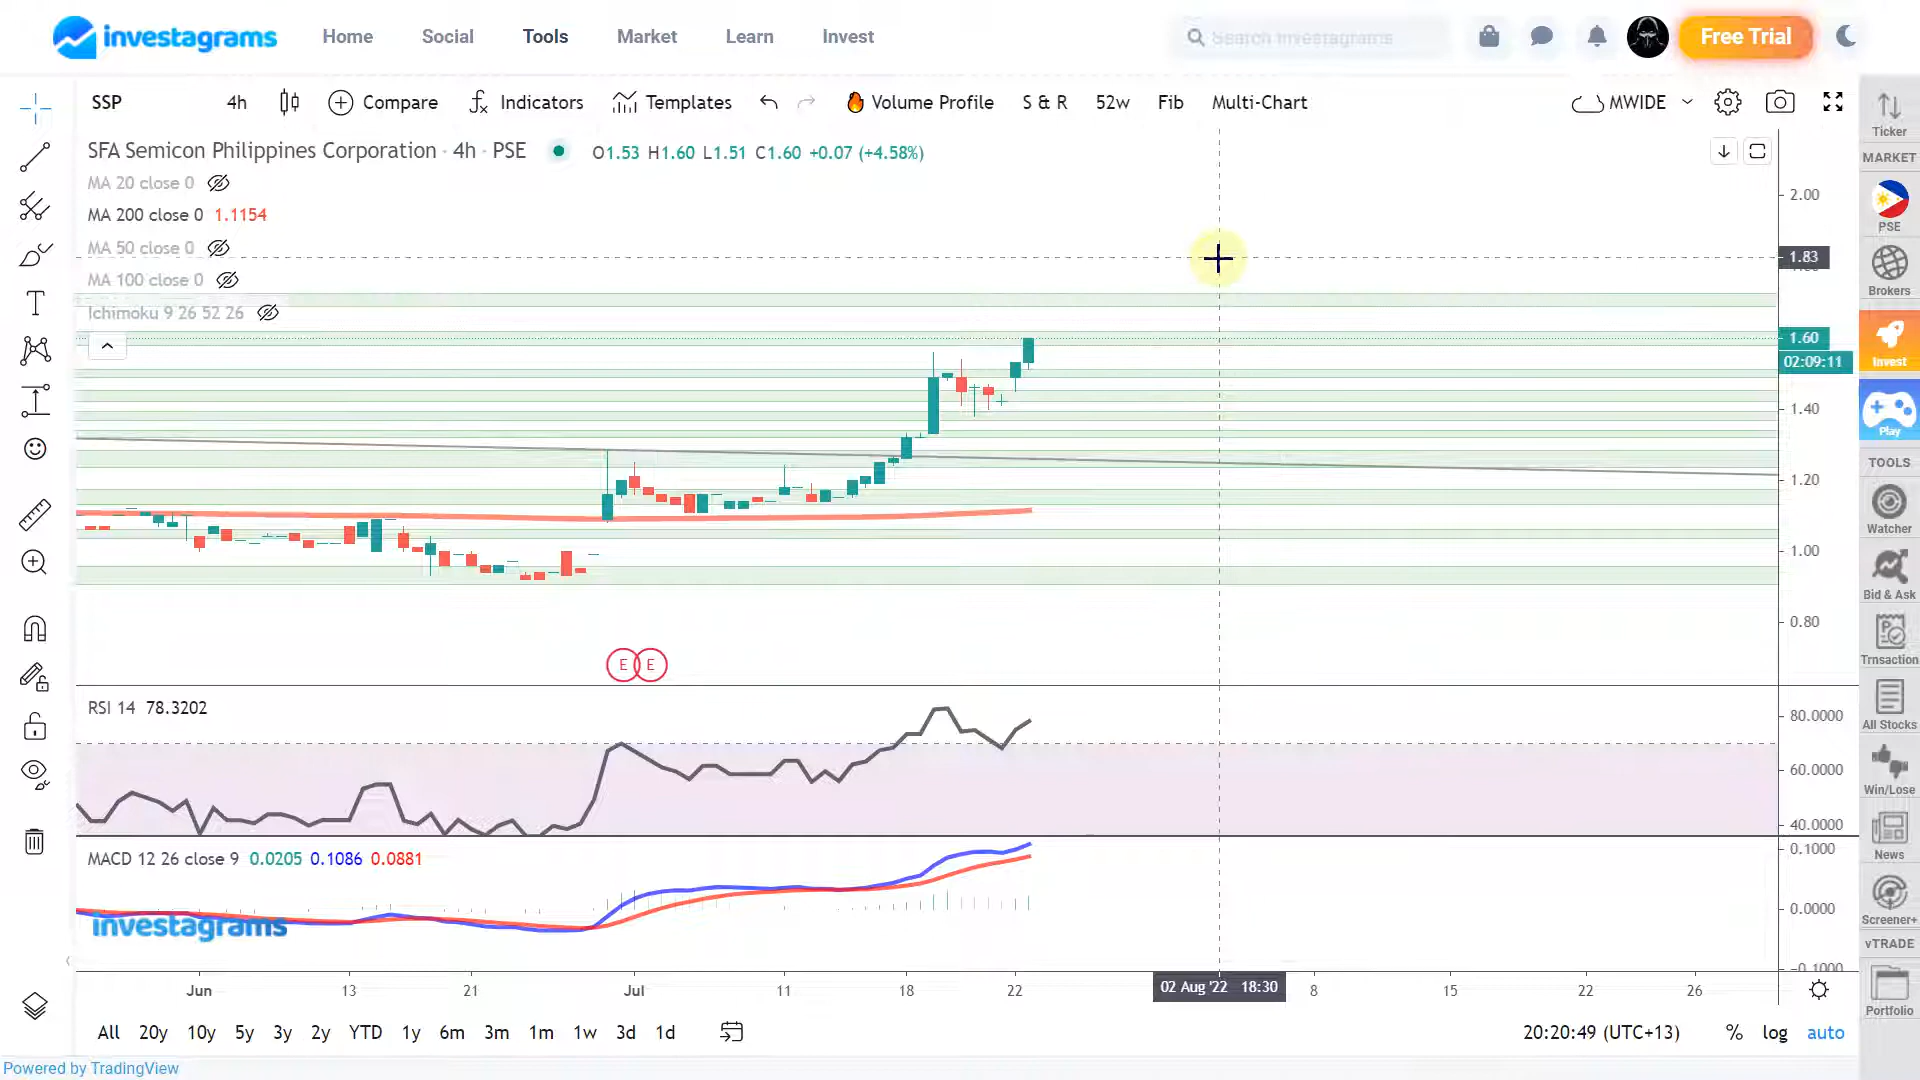 investagrams Home Social Tools Market Learn Invest Search Investagrams Free Trial
SSP 4h Compare Indicators Templates Volume Profile S & R 52w Fib Multi-Chart MWIDE
Ticker
MARKET
SFA Semicon Philippines Corporation · 4h · PSE O1.53 H1.60 L1.51 C1.60 +0.07 (+4.58%)
MA 20 close 0
MA 200 close 0 1.1154
MA 50 close 0
MA 100 close 0
Ichimoku 9 26 52 26
2.00
1.83
1.60
02:09:11
1.40
1.20
1.00
0.80
PSE
Brokers
Invest
Play
TOOLS
Watcher
Bid & Ask
Trnsaction
All Stocks
Win/Lose
News
Screener+
vTRADE
Portfolio
E E
RSI 14 78.3202
80.0000
60.0000
40.0000
MACD 12 26 close 9 0.0205 0.1086 0.0881
0.1000
0.0000
-0.1000
investagrams
Jun 13 21 Jul 11 18 22 02 Aug '22 18:30 8 15 22 26
All 20y 10y 5y 3y 2y YTD 1y 6m 3m 1m 1w 3d 1d 20:20:49 (UTC+13) % log auto
Powered by TradingView